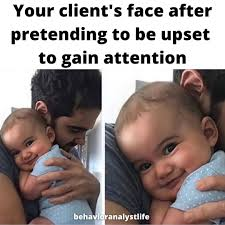 Your client's face after
pretending to be upset
to gain attention
behavioranalystlife